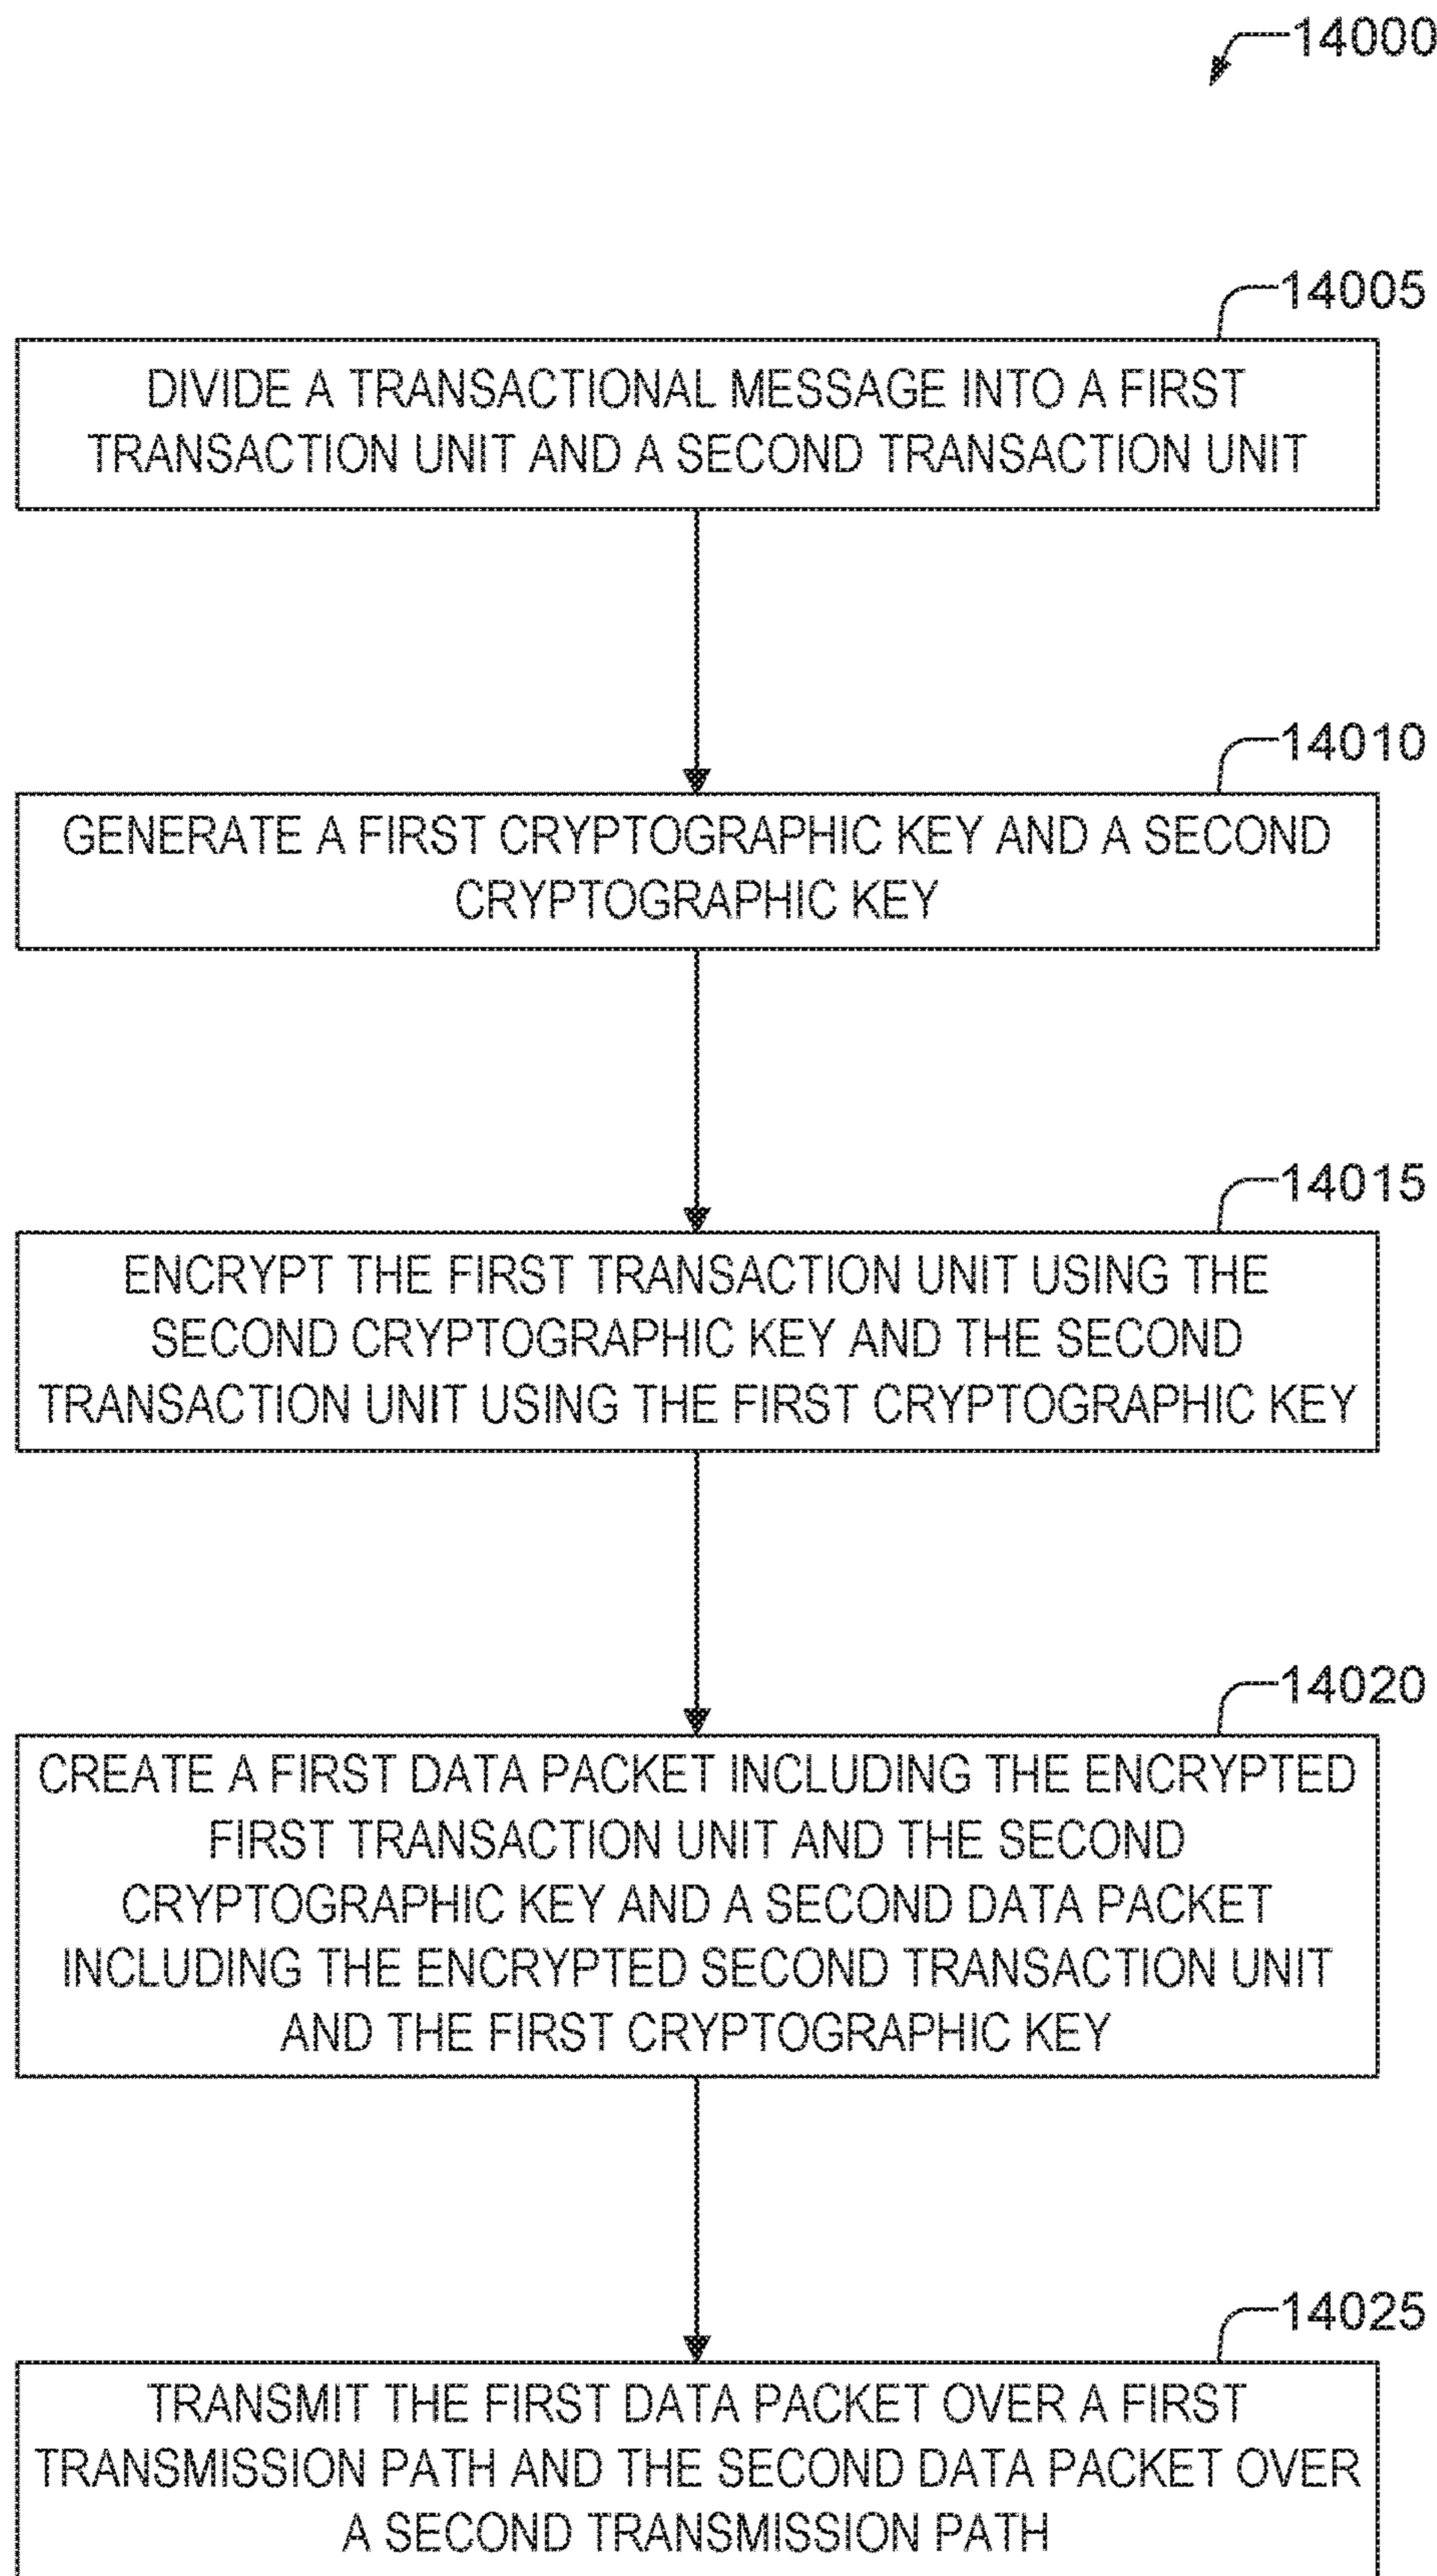 14000
14005
DIVIDE A TRANSACTIONAL MESSAGE INTO A FIRST
TRANSACTION UNIT AND A SECOND TRANSACTION UNIT
14010
GENERATE A FIRST CRYPTOGRAPHIC KEY AND A SECOND
CRYPTOGRAPHIC KEY
14015
ENCRYPT THE FIRST TRANSACTION UNIT USING THE
SECOND CRYPTOGRAPHIC KEY AND THE SECOND
TRANSACTION UNIT USING THE FIRST CRYPTOGRAPHIC KEY
14020
CREATE A FIRST DATA PACKET INCLUDING THE ENCRYPTED
FIRST TRANSACTION UNIT AND THE SECOND
CRYPTOGRAPHIC KEY AND A SECOND DATA PACKET
INCLUDING THE ENCRYPTED SECOND TRANSACTION UNIT
AND THE FIRST CRYPTOGRAPHIC KEY
14025
TRANSMIT THE FIRST DATA PACKET OVER A FIRST
TRANSMISSION PATH AND THE SECOND DATA PACKET OVER
A SECOND TRANSMISSION PATH